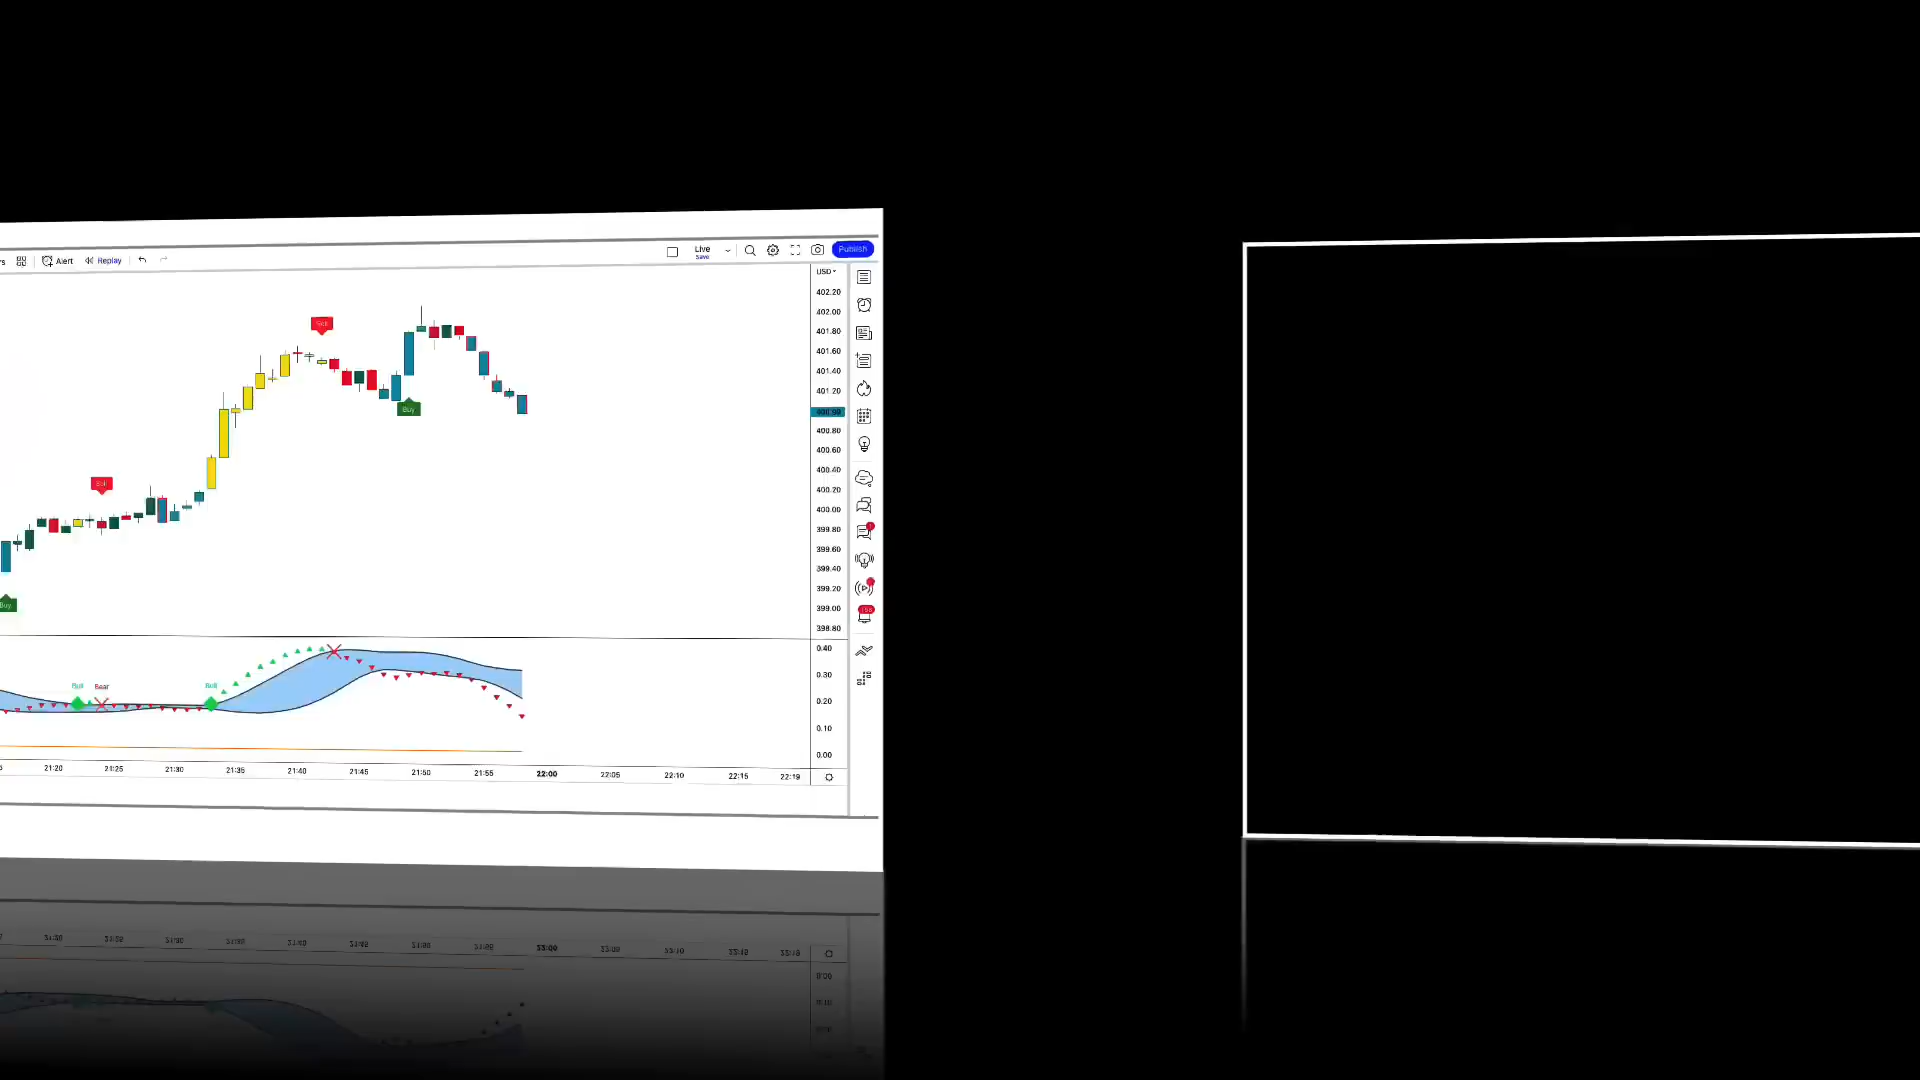 Alert Replay Live Publish
Save
USD
402.20
402.00
401.80
401.60
401.40
401.20
400.80
400.60
400.40
400.20
400.00
399.80
399.60
399.40
399.20
399.00
398.80
Sell
Buy
Sell
Buy
0.40
0.30
0.20
0.10
0.00
Bull Bear Bull
21:20 21:25 21:30 21:35 21:40 21:45 21:50 21:55 22:00 22:05 22:10 22:15 22:19